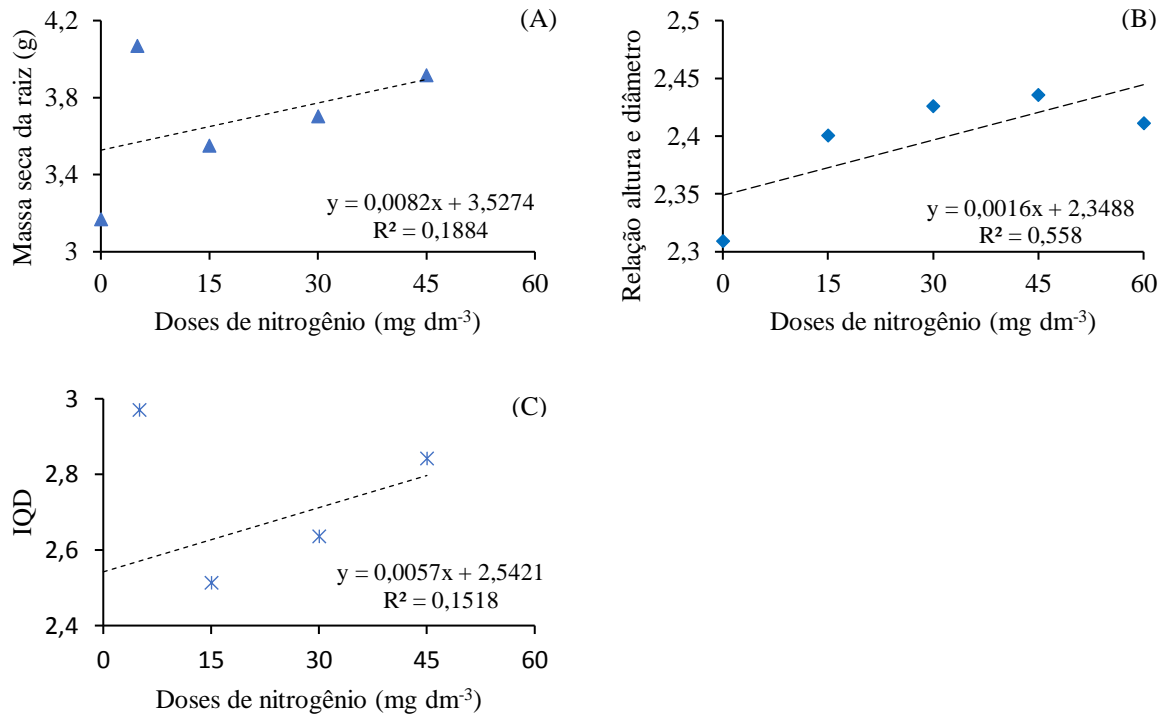 (A)
Massa seca da raiz (g)
4,2
3,8
3,4
3
y = 0,0082x + 3,5274
R² = 0,1884
0 15 30 45 60
Doses de nitrogênio (mg dm-3)
(B)
Relação altura e diâmetro
2,5
2,45
2,4
2,35
2,3
y = 0,0016x + 2,3488
R² = 0,558
0 15 30 45 60
Doses de nitrogênio (mg dm-3)
(C)
IQD
3
2,8
2,6
2,4
y = 0,0057x + 2,5421
R² = 0,1518
0 15 30 45 60
Doses de nitrogênio (mg dm-3)